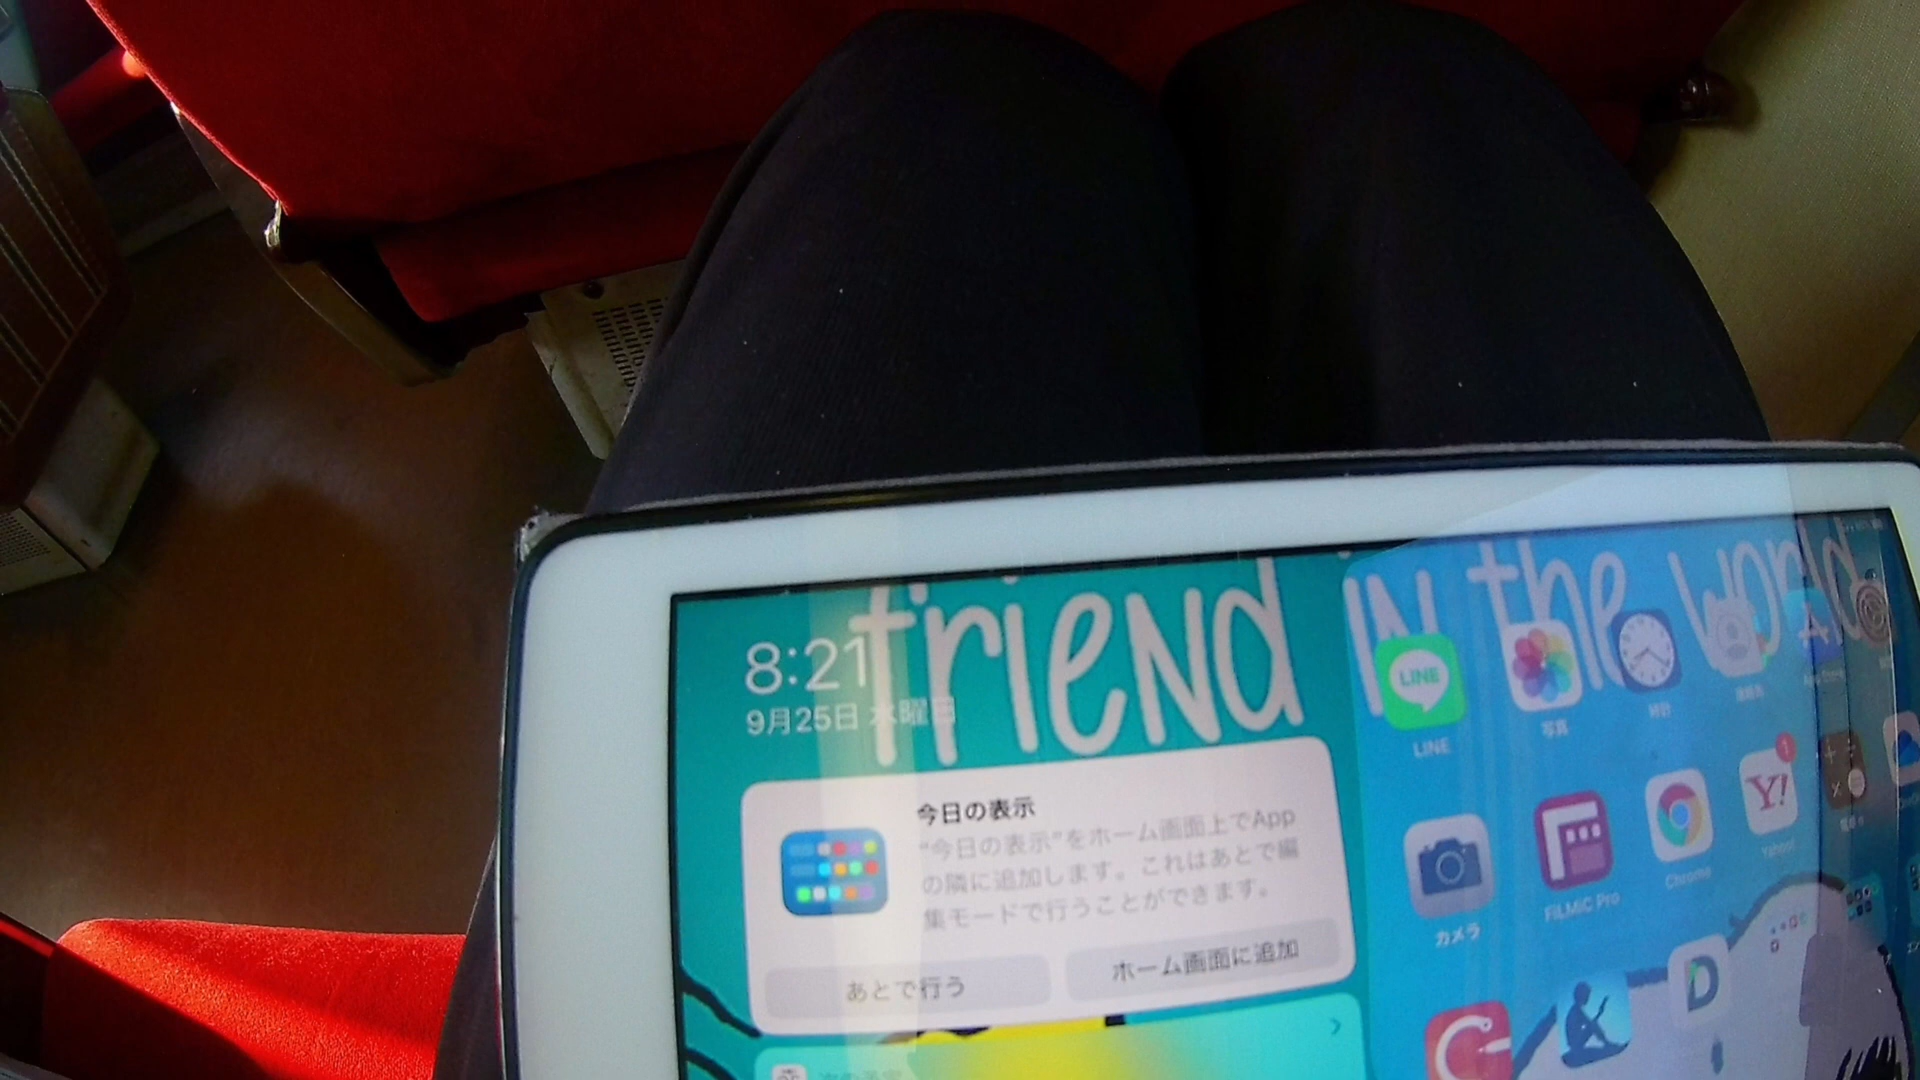 friend in the world
8:21
9月25日 水曜日
今日の表示
“今日の表示”をホーム画面上でApp
の隣に追加します。これはあとで編
集モードで行うことができます。
あとで行う
ホーム画面に追加
LINE
LINE
写真
時計
カメラ
FiLMiC Pro
Chrome
Y!
1
Yahoo!
D